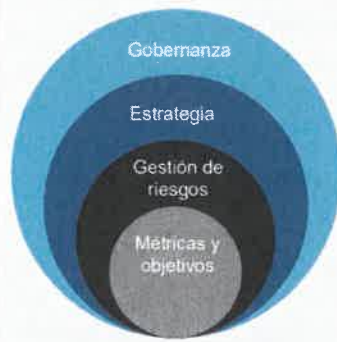 Gobernanza
Estrategia
Gestión de
riesgos
Métricas y
objetivos